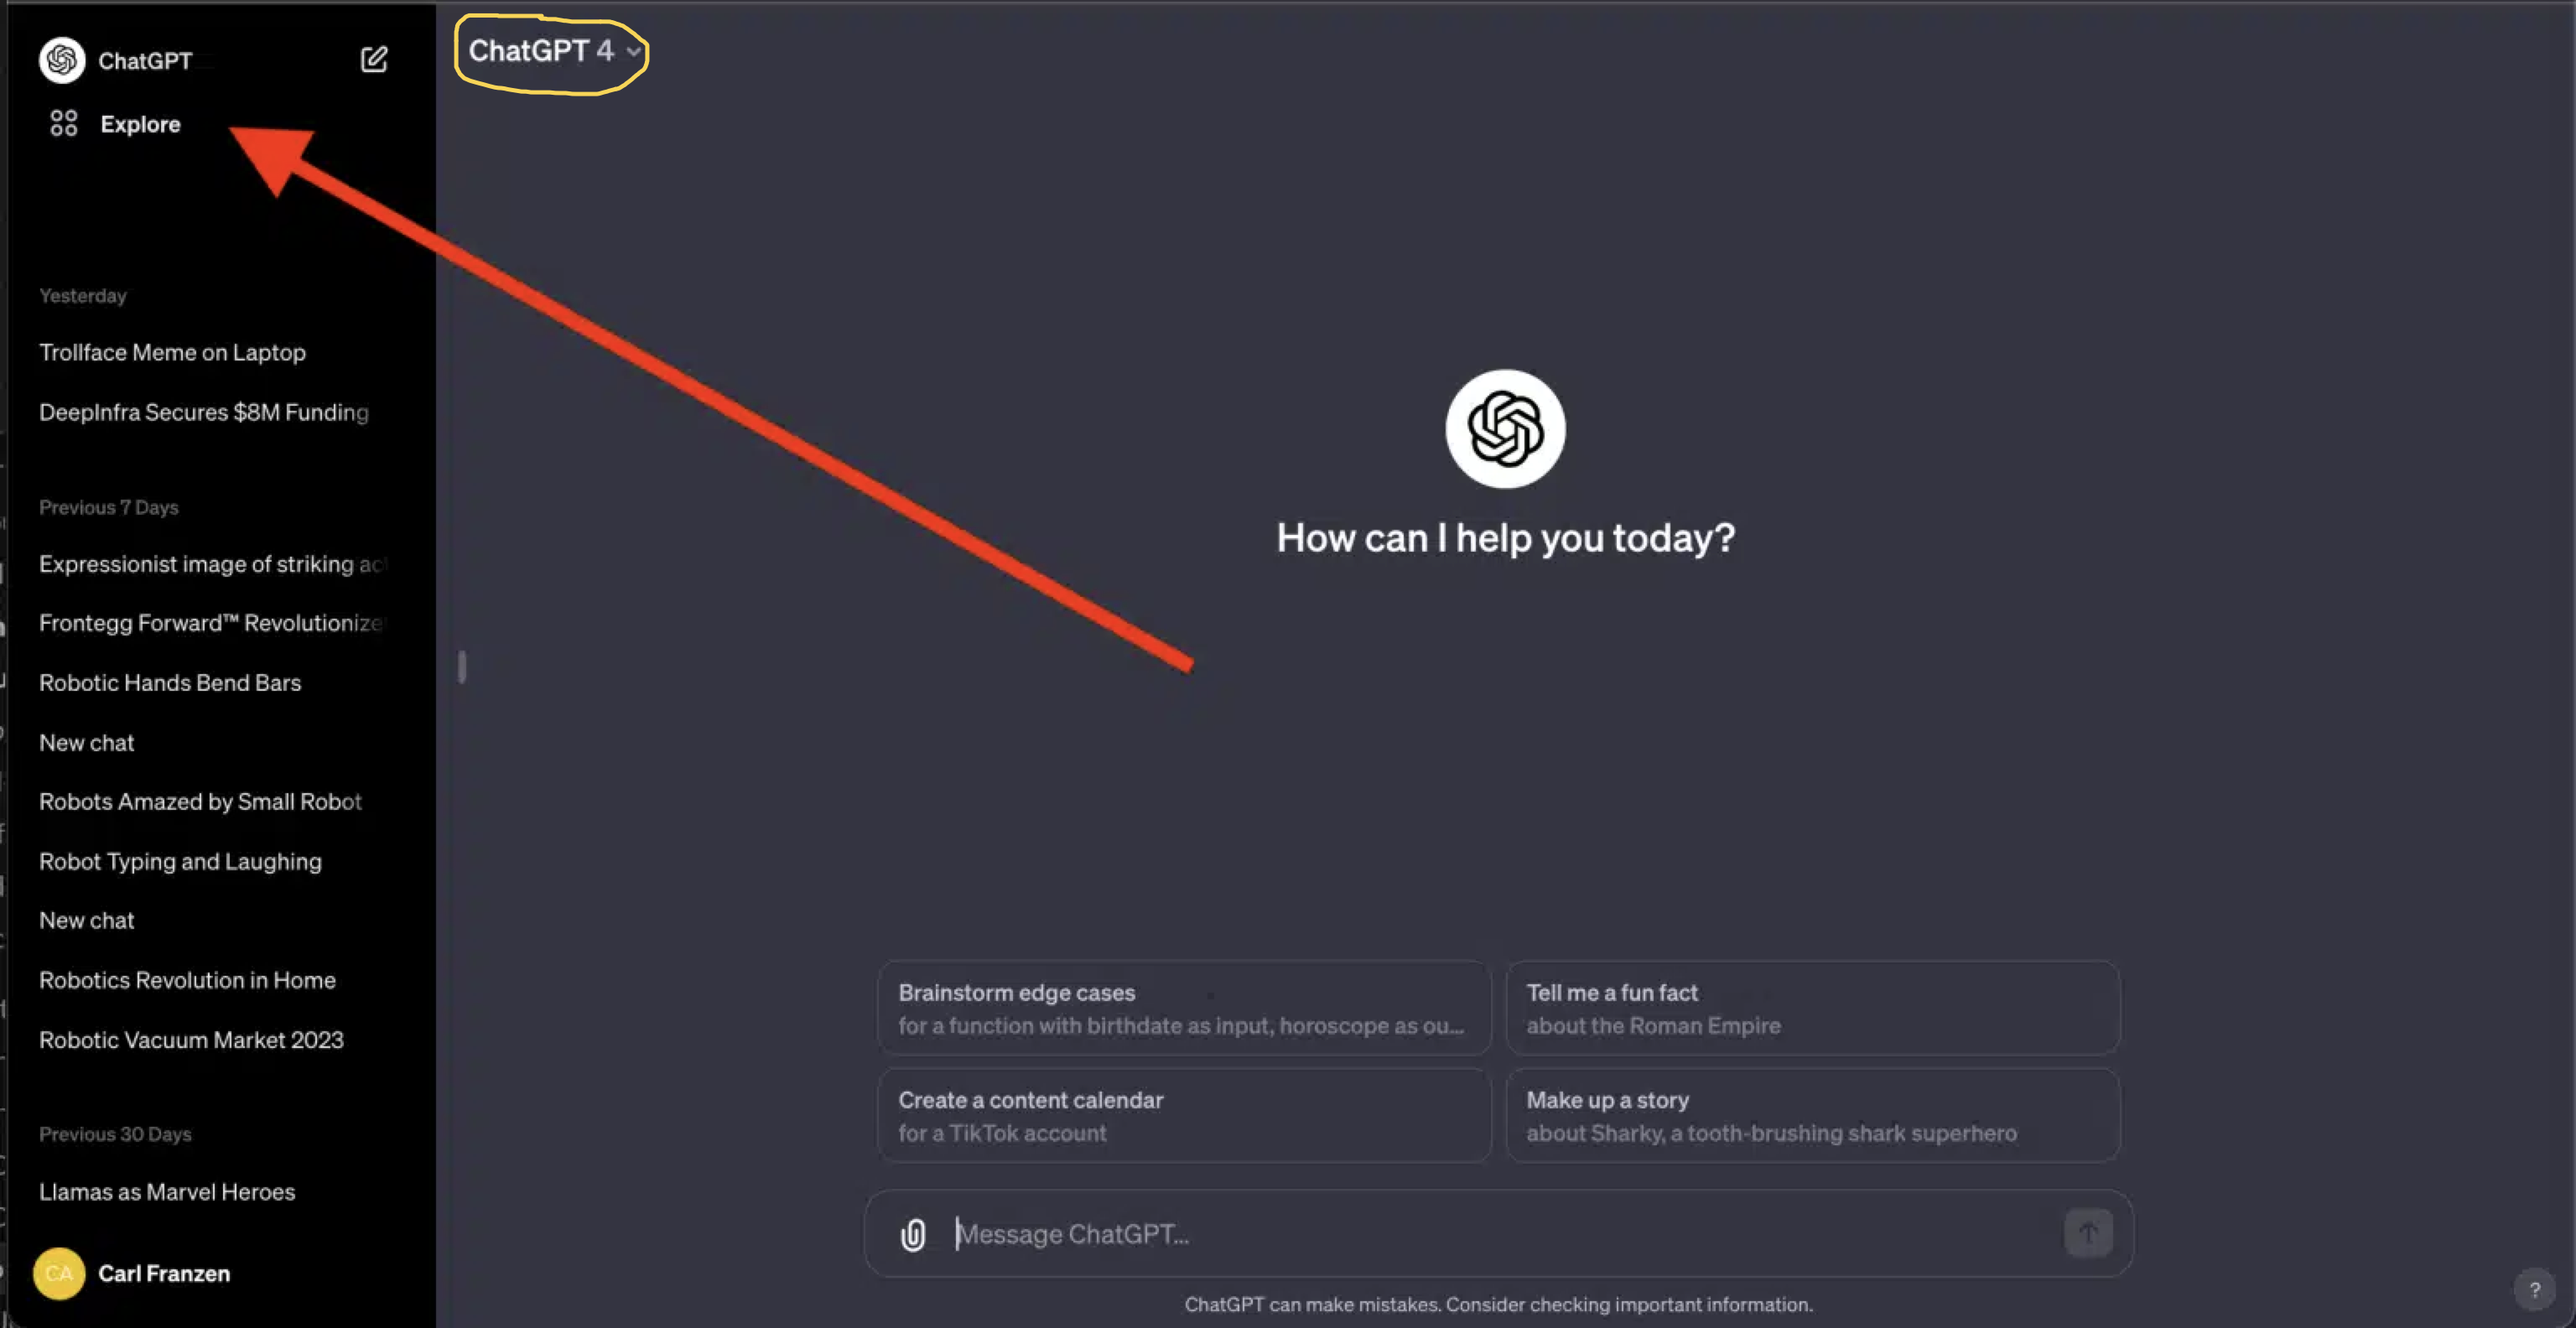 ChatGPT
Explore
Yesterday
Trollface Meme on Laptop
DeepInfra Secures $8M Funding
Previous 7 Days
Expressionist image of striking
Frontegg Forward™ Revolutionize
Robotic Hands Bend Bars
New chat
Robots Amazed by Small Robot
Robot Typing and Laughing
New chat
Robotics Revolution in Home
Robotic Vacuum Market 2023
Previous 30 Days
Llamas as Marvel Heroes
CA
Carl Franzen
ChatGPT 4
How can I help you today?
Brainstorm edge cases
for a function with birthdate as input, horoscope as ou...
Tell me a fun fact
about the Roman Empire
Create a content calendar
for a TikTok account
Make up a story
about Sharky, a tooth-brushing shark superhero
Message ChatGPT...
ChatGPT can make mistakes. Consider checking important information.
?